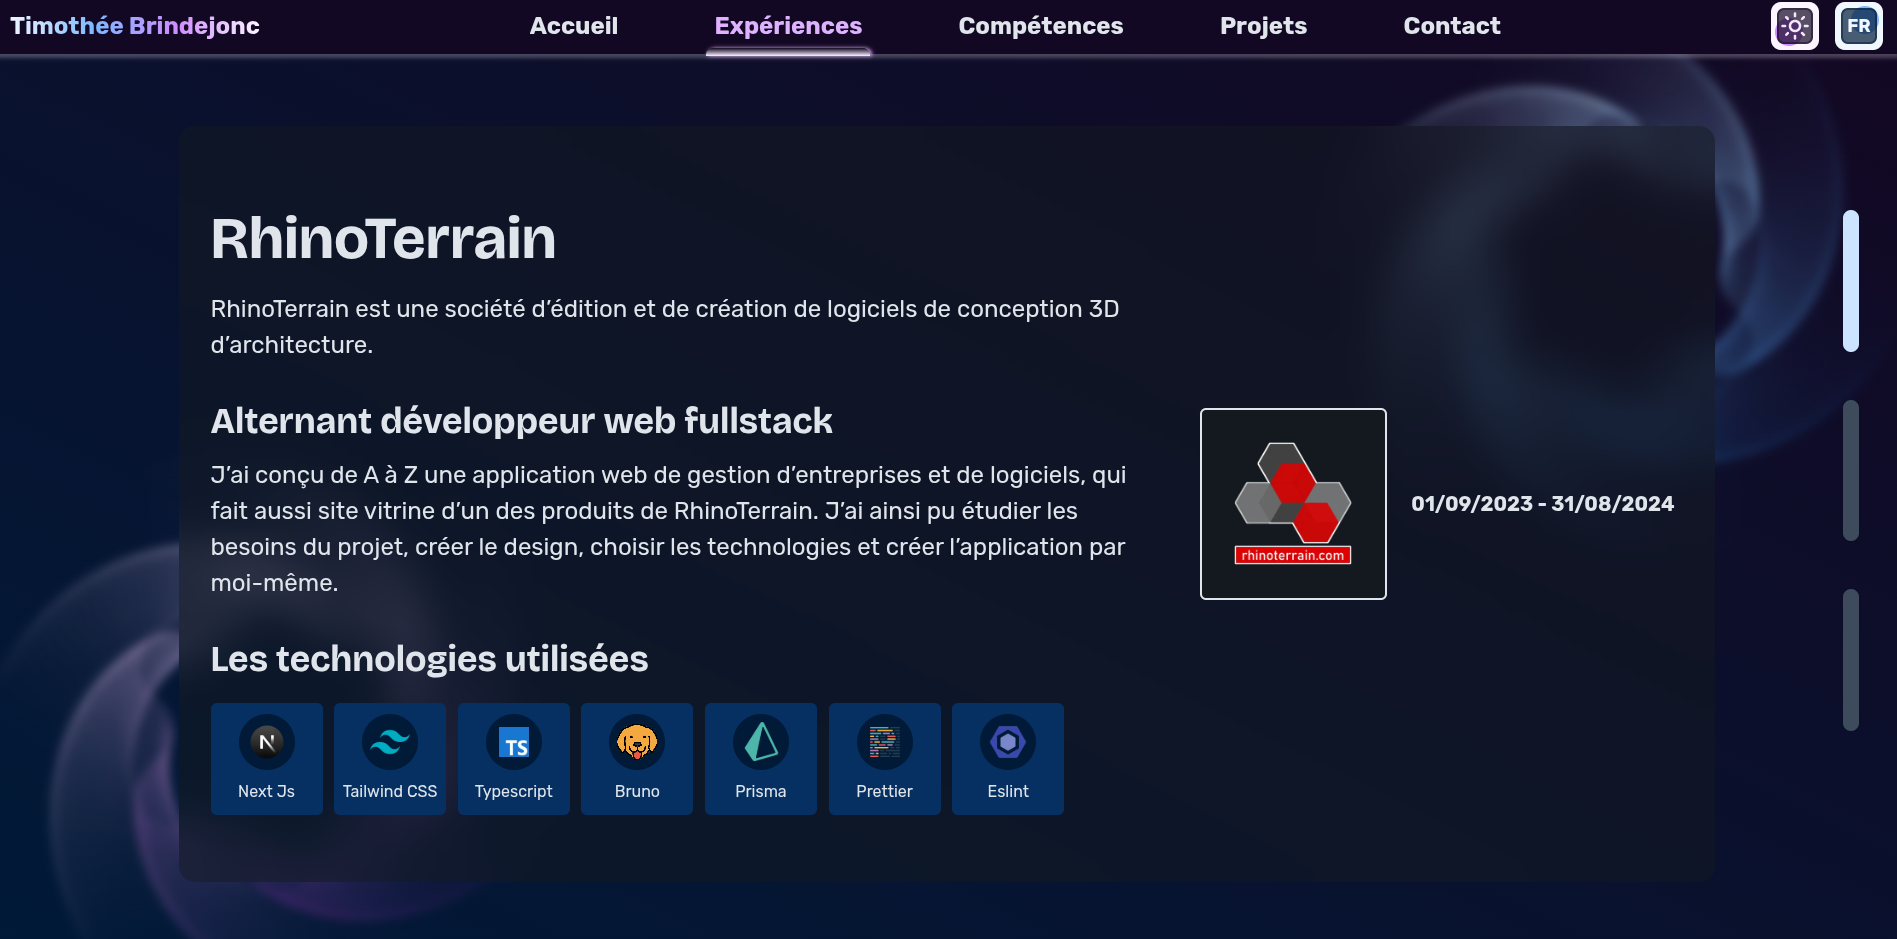 Timothée Brindejonc
Accueil
Expériences
Compétences
Projets
Contact
FR
RhinoTerrain
RhinoTerrain est une société d’édition et de création de logiciels de conception 3D
d’architecture.
Alternant développeur web fullstack
J’ai conçu de A à Z une application web de gestion d’entreprises et de logiciels, qui
fait aussi site vitrine d’un des produits de RhinoTerrain. J’ai ainsi pu étudier les
besoins du projet, créer le design, choisir les technologies et créer l’application par
moi-même.
rhinoterrain.com
01/09/2023 - 31/08/2024
Les technologies utilisées
N
TS
Next Js
Tailwind CSS
Typescript
Bruno
Prisma
Prettier
Eslint